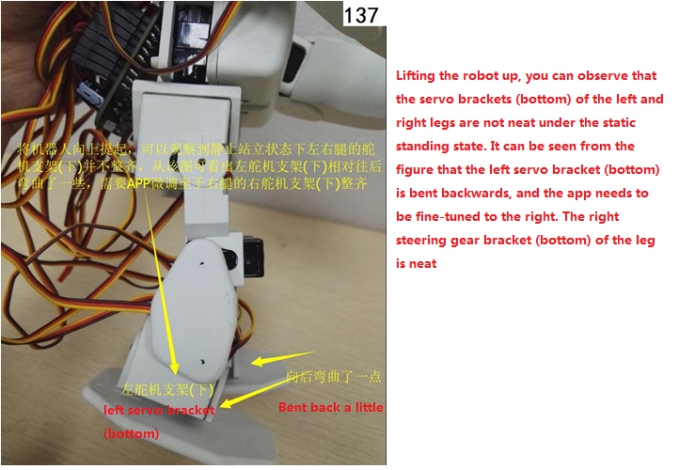 137
将机器人向上提起，可以观察到静止站立状态下左右腿的舵
机支架(下)并不整齐，从该图可看出左舵机支架(下)相对往后
弯曲了一些，需要APP微调至于右腿的右舵机支架(下)整齐
向后弯曲了一点
左舵机支架(下)
left servo bracket
(bottom)
Bent back a little
Lifting the robot up, you can observe that
the servo brackets (bottom) of the left and
right legs are not neat under the static
standing state. It can be seen from the
figure that the left servo bracket (bottom)
is bent backwards, and the app needs to
be fine-tuned to the right. The right
steering gear bracket (bottom) of the leg
is neat